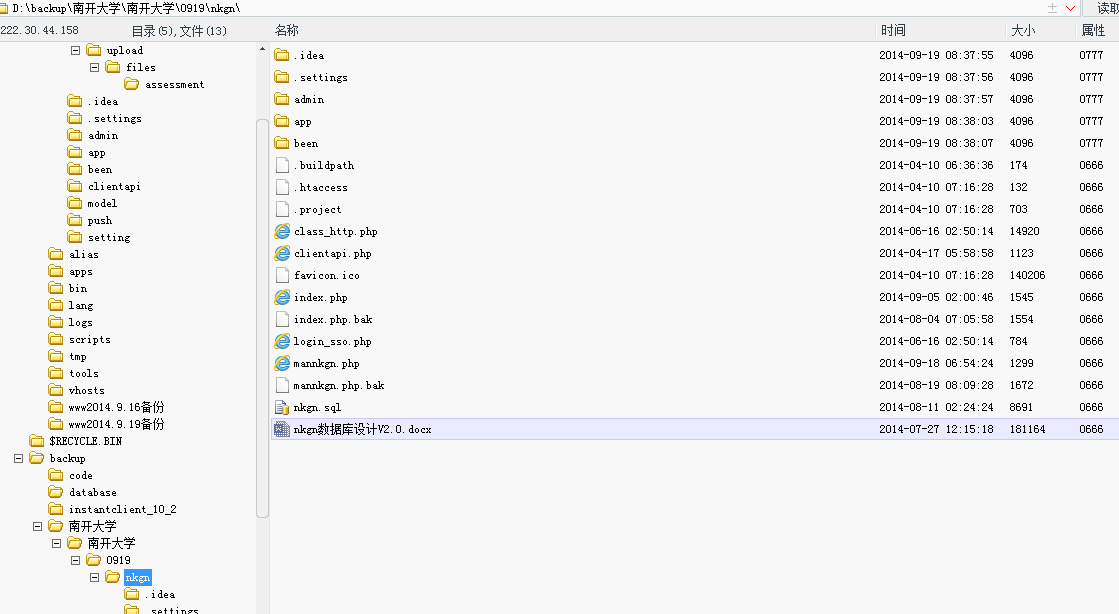 D:\backup\南开大学\南开大学\0919\nkgn\
读取
222.30.44.158
目录(5),文件(13)
名称 时间 大小 属性
upload
files
assessment
.idea
.settings
admin
app
been
clientapi
model
push
setting
alias
apps
bin
lang
logs
scripts
tmp
tools
vhosts
www2014.9.16备份
www2014.9.19备份
$RECYCLE.BIN
backup
code
database
instantclient_10_2
南开大学
南开大学
0919
nkgn
.idea
.settings
.idea 2014-09-19 08:37:55 4096 0777
.settings 2014-09-19 08:37:56 4096 0777
admin 2014-09-19 08:37:57 4096 0777
app 2014-09-19 08:38:03 4096 0777
been 2014-09-19 08:38:07 4096 0777
.buildpath 2014-04-10 06:36:36 174 0666
.htaccess 2014-04-10 07:16:28 132 0666
.project 2014-04-10 07:16:28 703 0666
class_http.php 2014-06-16 02:50:14 14920 0666
clientapi.php 2014-04-17 05:58:58 1123 0666
favicon.ico 2014-04-10 07:16:28 140206 0666
index.php 2014-09-05 02:00:46 1545 0666
index.php.bak 2014-08-04 07:05:58 1554 0666
login_sso.php 2014-06-16 02:50:14 784 0666
mannkgn.php 2014-09-18 06:54:24 1299 0666
mannkgn.php.bak 2014-08-19 08:09:28 1672 0666
nkgn.sql 2014-08-11 02:24:24 8691 0666
nkgn数据库设计V2.0.docx 2014-07-27 12:15:18 181164 0666